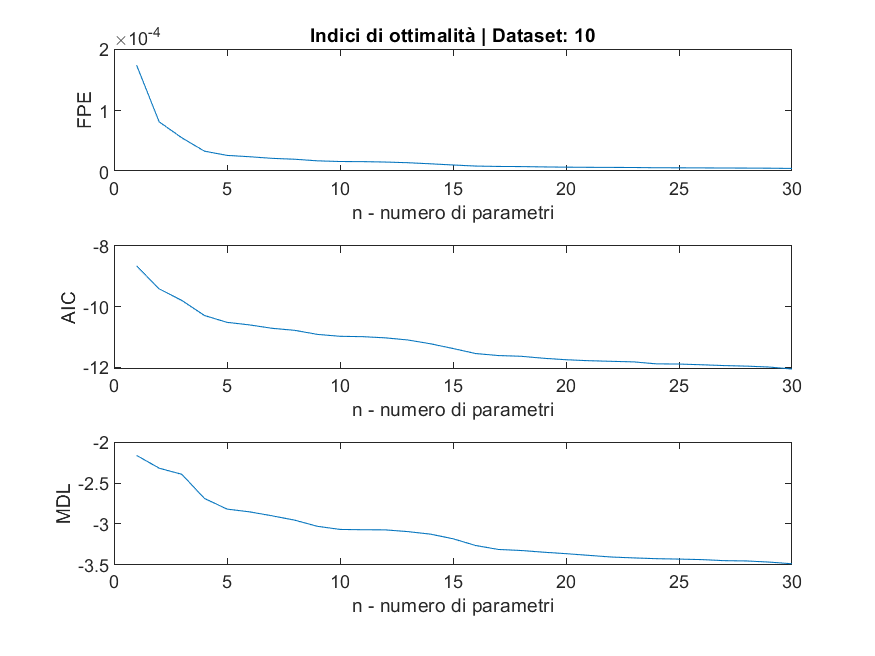 Indici di ottimalità | Dataset: 10
×10-4
2
1
0
FPE
0 5 10 15 20 25 30
n - numero di parametri
-8
-10
-12
AIC
0 5 10 15 20 25 30
n - numero di parametri
-2
-2.5
-3
-3.5
MDL
0 5 10 15 20 25 30
n - numero di parametri